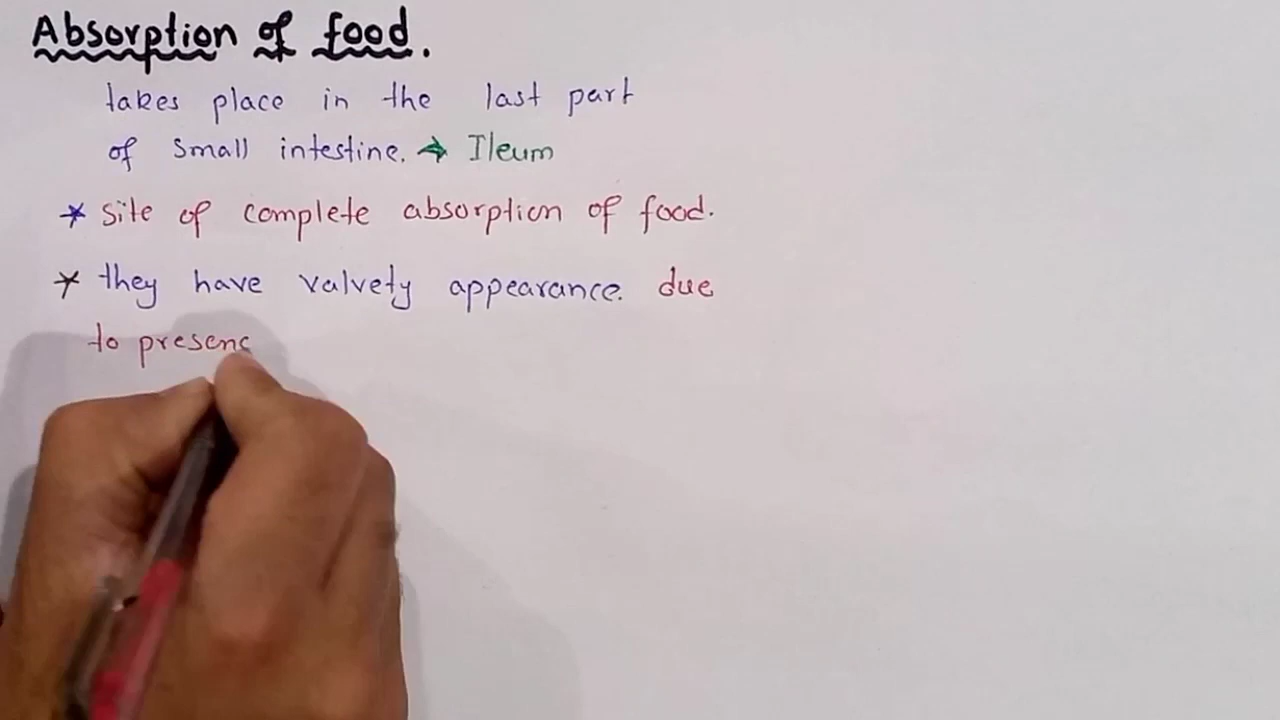 Absorption of food.
takes place in the last part
of small intestine. → Ileum
* site of complete absorption of food.
* they have valvety appearance. due
to presenc